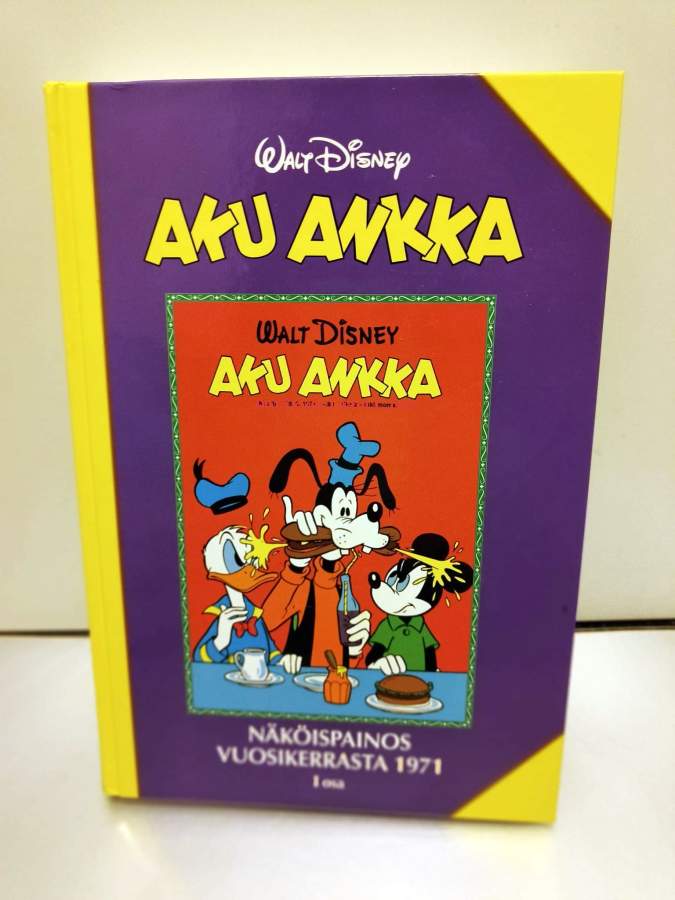 WALT DISNEY
AKU ANKKA
WALT DISNEY
AKU ANKKA
NÄKÖISPAINOS
VUOSIKERRASTA 1971
I osa